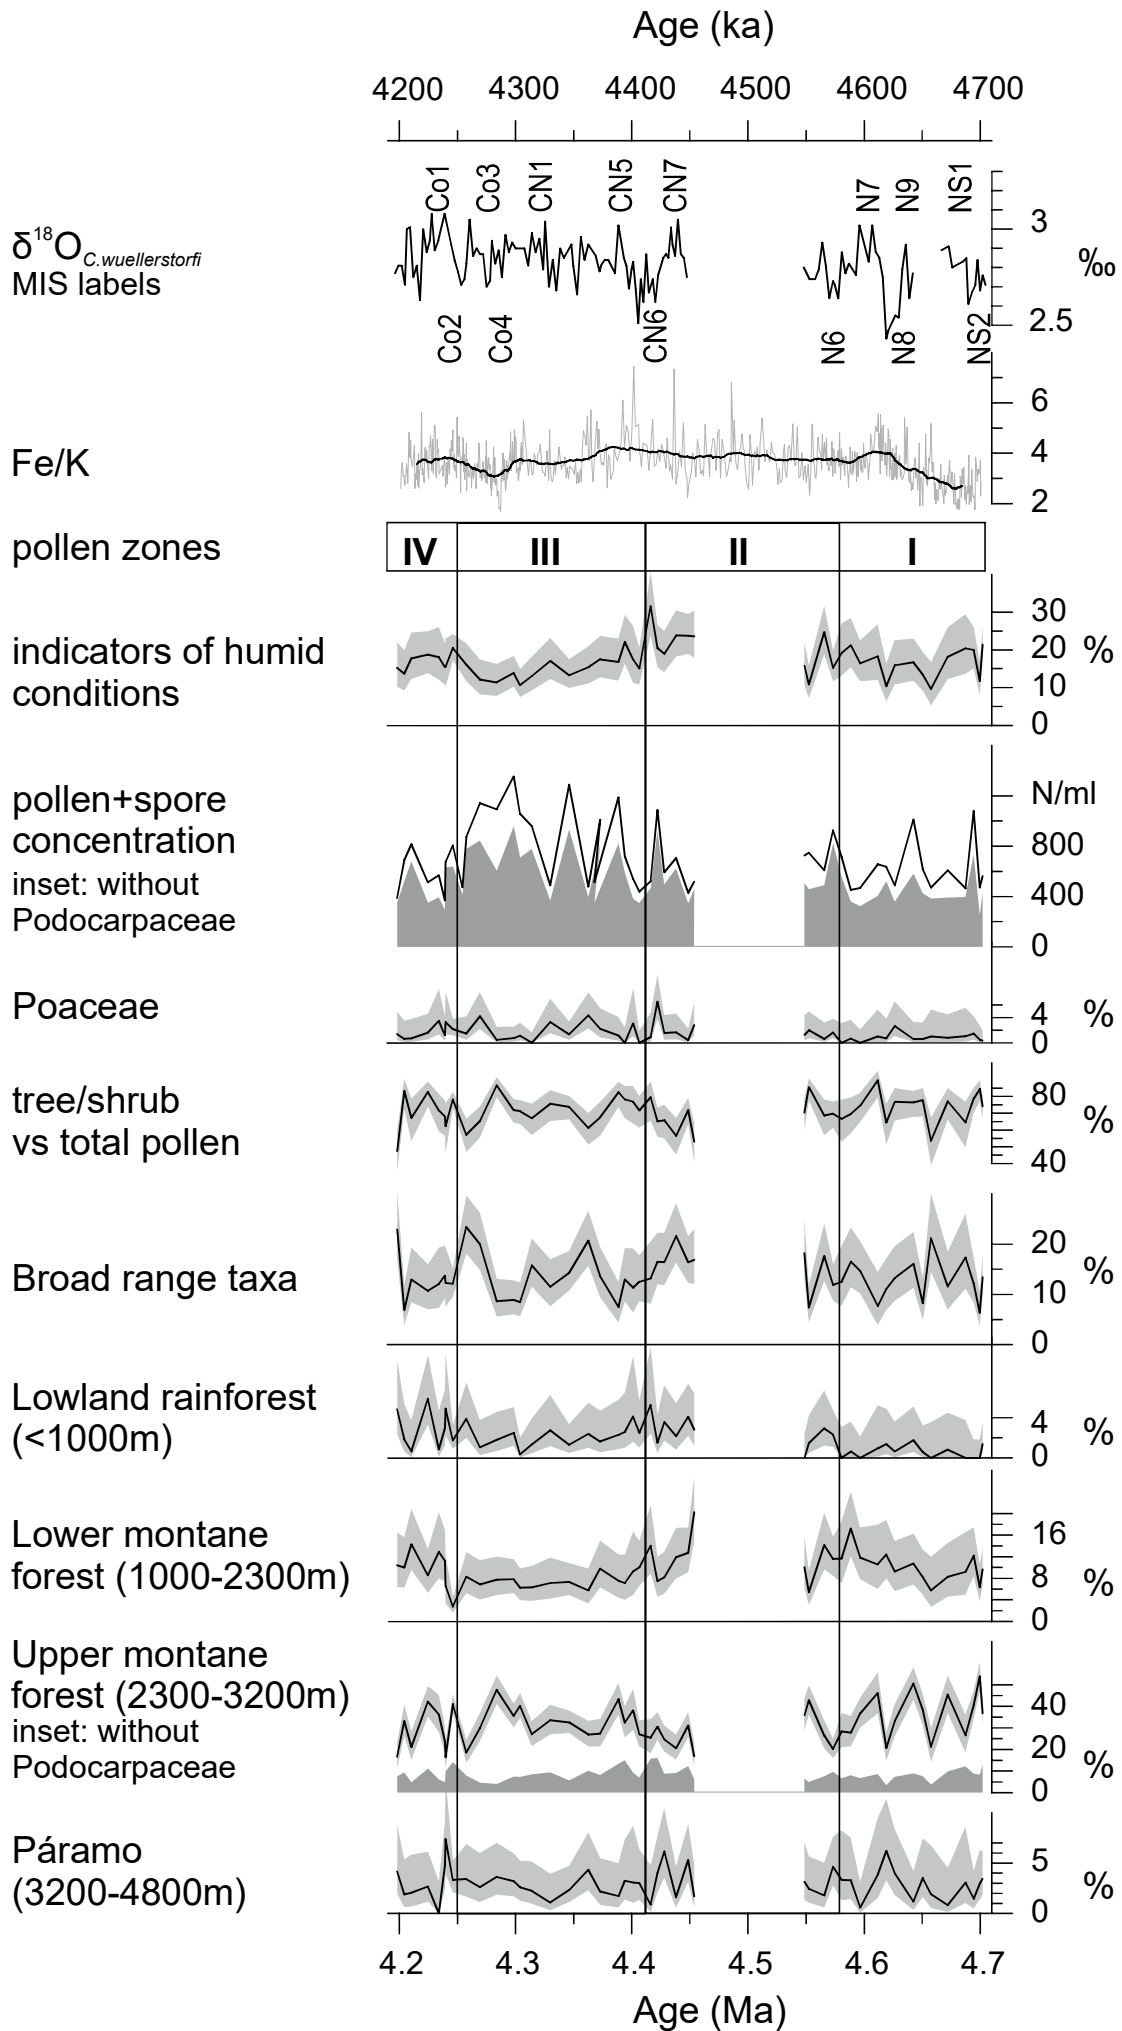 Age (ka)
4200 4300 4400 4500 4600 4700
Co1 Co3 CN1 CN5 CN7 N7 N9 NS1
δ18OC.wuellerstorfi
MIS labels
3
‰
2.5
Co2 Co4 CN6 N6 N8 NS2
Fe/K
6
4
2
pollen zones
IV III II I
indicators of humid
conditions
30
20 %
10
0
pollen+spore
concentration
inset: without
Podocarpaceae
N/ml
800
400
0
Poaceae
4 %
0
tree/shrub
vs total pollen
80
%
40
Broad range taxa
20
%
10
0
Lowland rainforest
(<1000m)
4
%
0
Lower montane
forest (1000-2300m)
16
8 %
0
Upper montane
forest (2300-3200m)
inset: without
Podocarpaceae
40
20
%
0
Páramo
(3200-4800m)
5
%
0
4.2 4.3 4.4 4.5 4.6 4.7
Age (Ma)